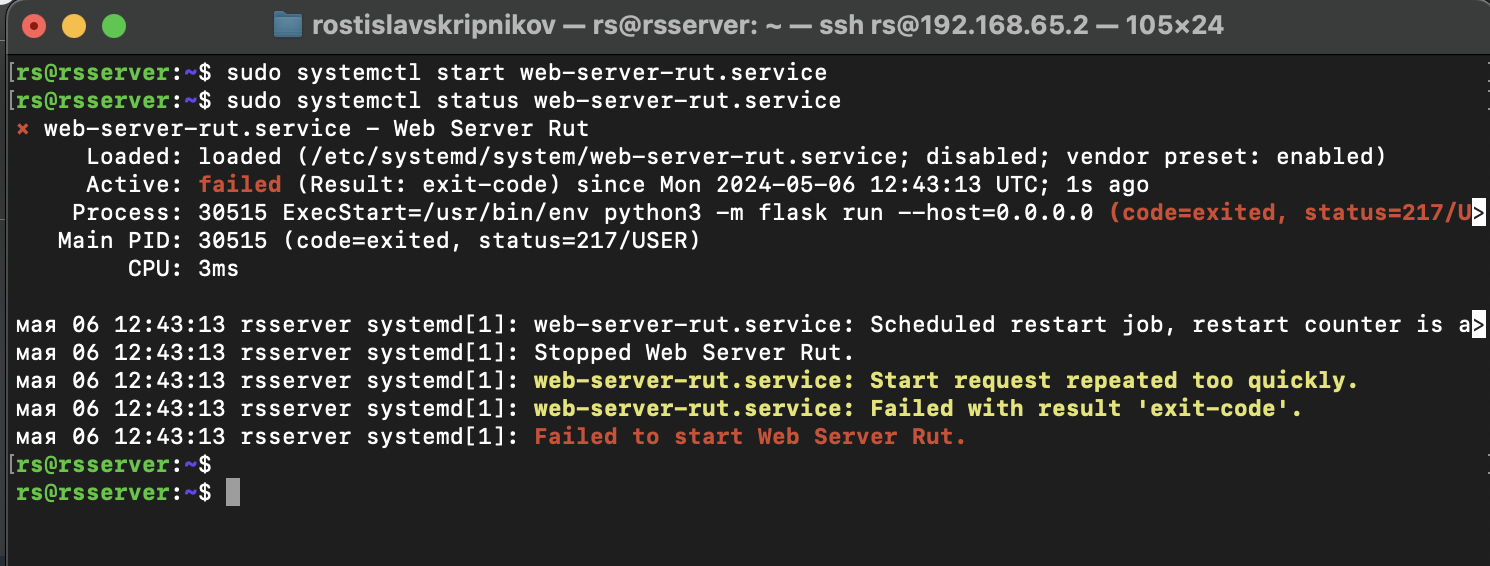 rostislavskripnikov — rs@rsserver: ~ — ssh rs@192.168.65.2 — 105×24
[rs@rsserver:~$ sudo systemctl start web-server-rut.service
[rs@rsserver:~$ sudo systemctl status web-server-rut.service
× web-server-rut.service - Web Server Rut
Loaded: loaded (/etc/systemd/system/web-server-rut.service; disabled; vendor preset: enabled)
Active: failed (Result: exit-code) since Mon 2024-05-06 12:43:13 UTC; 1s ago
Process: 30515 ExecStart=/usr/bin/env python3 -m flask run --host=0.0.0.0 (code=exited, status=217/U>
Main PID: 30515 (code=exited, status=217/USER)
CPU: 3ms
мая 06 12:43:13 rsserver systemd[1]: web-server-rut.service: Scheduled restart job, restart counter is a>
мая 06 12:43:13 rsserver systemd[1]: Stopped Web Server Rut.
мая 06 12:43:13 rsserver systemd[1]: web-server-rut.service: Start request repeated too quickly.
мая 06 12:43:13 rsserver systemd[1]: web-server-rut.service: Failed with result 'exit-code'.
мая 06 12:43:13 rsserver systemd[1]: Failed to start Web Server Rut.
[rs@rsserver:~$
rs@rsserver:~$